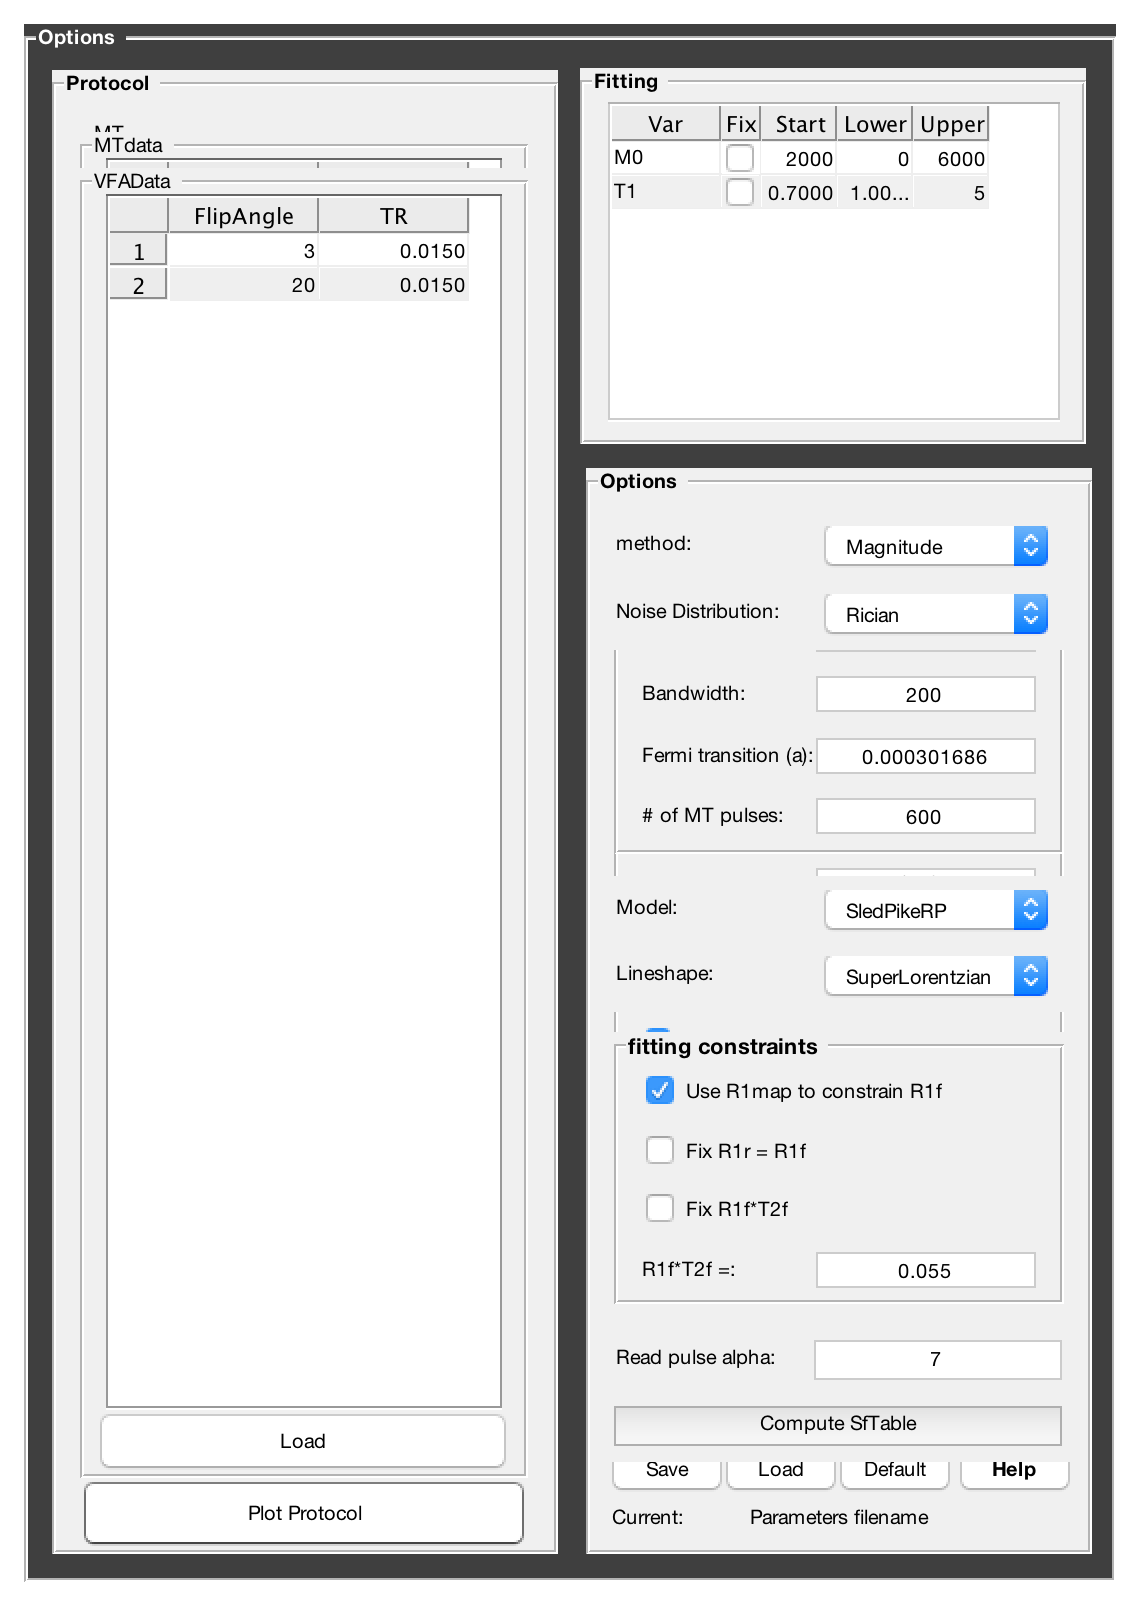 Options
Protocol
MTdata
VFAData
FlipAngle TR
1 3 0.0150
2 20 0.0150
Load
Plot Protocol
Fitting
Var Fix Start Lower Upper
M0 2000 0 6000
T1 0.7000 1.00... 5
Options
method: Magnitude
Noise Distribution: Rician
Bandwidth: 200
Fermi transition (a): 0.000301686
# of MT pulses: 600
Model: SledPikeRP
Lineshape: SuperLorentzian
fitting constraints
Use R1map to constrain R1f
Fix R1r = R1f
Fix R1f*T2f
R1f*T2f =: 0.055
Read pulse alpha: 7
Compute SfTable
Save Load Default Help
Current: Parameters filename